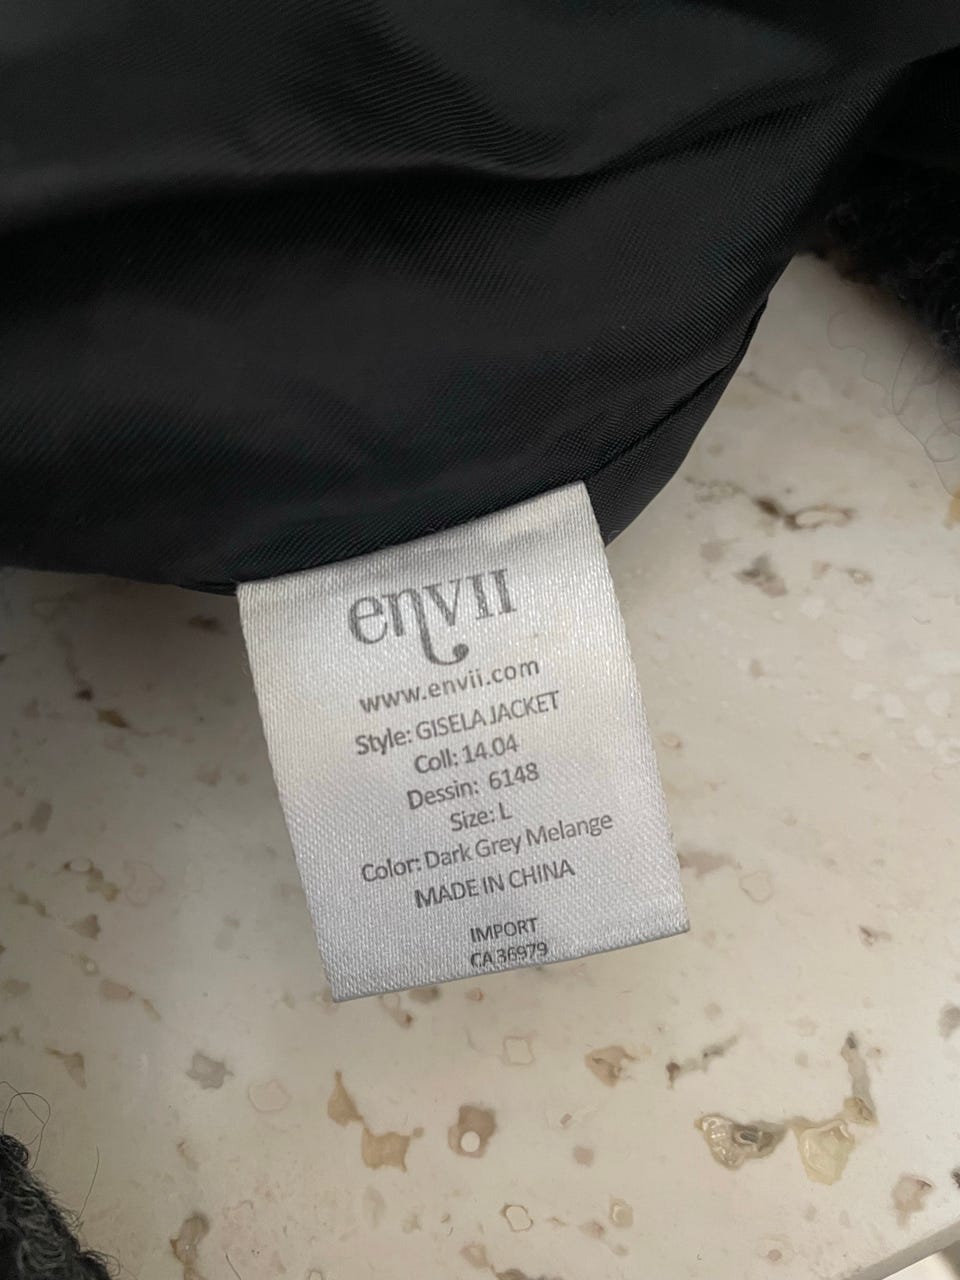 envii
www.envii.com
Style: GISELA JACKET
Coll: 14.04
Dessin: 6148
Size: L
Color: Dark Grey Melange
MADE IN CHINA
IMPORT
CA 36979